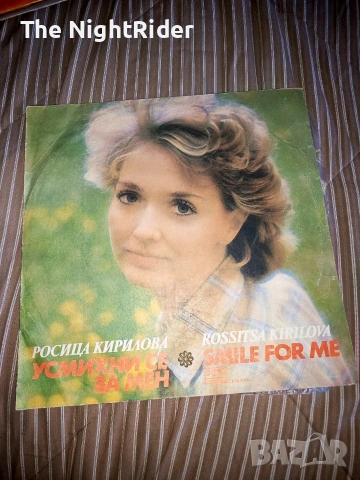 The NightRider
РОСИЦА КИРИЛОВА
УСМИХНИ СЕ
ЗА МЕН
ROSSITSA KIRILOVA
SMILE FOR ME
BAZAR